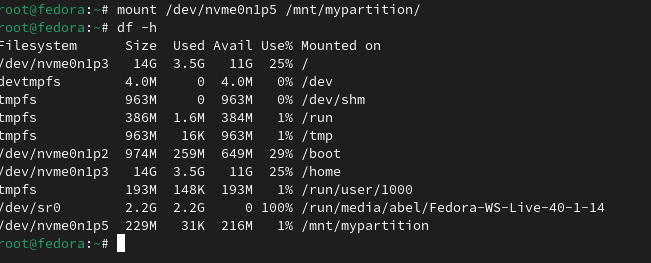 root@fedora:~# mount /dev/nvme0n1p5 /mnt/mypartition/
root@fedora:~# df -h
Filesystem      Size  Used Avail Use% Mounted on
/dev/nvme0n1p3   14G  3.5G   11G  25% /
devtmpfs        4.0M     0  4.0M   0% /dev
tmpfs           963M     0  963M   0% /dev/shm
tmpfs           386M  1.6M  384M   1% /run
tmpfs           963M   16K  963M   1% /tmp
/dev/nvme0n1p2  974M  259M  649M  29% /boot
/dev/nvme0n1p3   14G  3.5G   11G  25% /home
tmpfs           193M  148K  193M   1% /run/user/1000
/dev/sr0        2.2G  2.2G     0 100% /run/media/abel/Fedora-WS-Live-40-1-14
/dev/nvme0n1p5  229M   31K  216M   1% /mnt/mypartition
root@fedora:~#